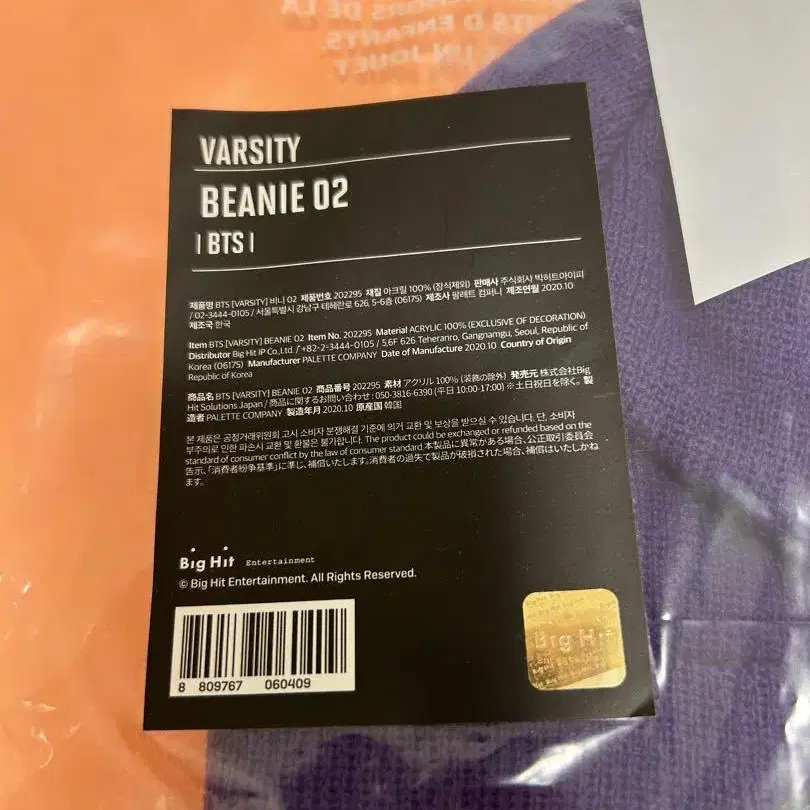 VARSITY
BEANIE 02
| BTS |
제품명 BTS [VARSITY] 비니 02 제품번호 202295 재질 아크릴 100% (장식제외) 판매사 주식회사 빅히트아이피
/ 02-3444-0105 / 서울특별시 강남구 테헤란로 626, 5-6층 (06175) 제조사 팔레트 컴퍼니 제조연월 2020.10
제조국 한국
Item BTS [VARSITY] BEANIE 02 Item No. 202295 Material ACRYLIC 100% (EXCLUSIVE OF DECORATION)
Distributor Big Hit IP Co.,Ltd. / +82-2-3444-0105 / 5,6F 626 Teheranro, Gangnamgu, Seoul, Republic of
Korea (06175) Manufacturer PALETTE COMPANY Date of Manufacture 2020.10 Country of Origin
Republic of Korea
商品名 BTS [VARSITY] BEANIE 02 商品番号 202295 素材 アクリル 100% (装飾の除外) 発売元 株式会社Big
Hit Solutions Japan / 商品に関するお問い合わせ : 050-3816-6390 (平日 10:00-17:00) ※土日祝日を除く。 製
造者 PALETTE COMPANY 製造年月 2020.10 原産国 韓国
본 제품은 공정거래위원회 고시 소비자 분쟁해결 기준에 의거 교환 및 보상을 받으실 수 있습니다. 단, 소비자
부주의로 인한 파손시 교환 및 환불은 불가합니다. The product could be exchanged or refunded based on the
standard of consumer conflict by the law of consumer standard 本製品に異常がある場合、公正取引委員会
告示、「消費者紛争基準」に準じ、補償いたします。消費者の過失で製品が破損された場合、補償はいたしかね
ます。
Big Hit Entertainment
© Big Hit Entertainment. All Rights Reserved.
8 809767 060409
Big Hit
Entertainment